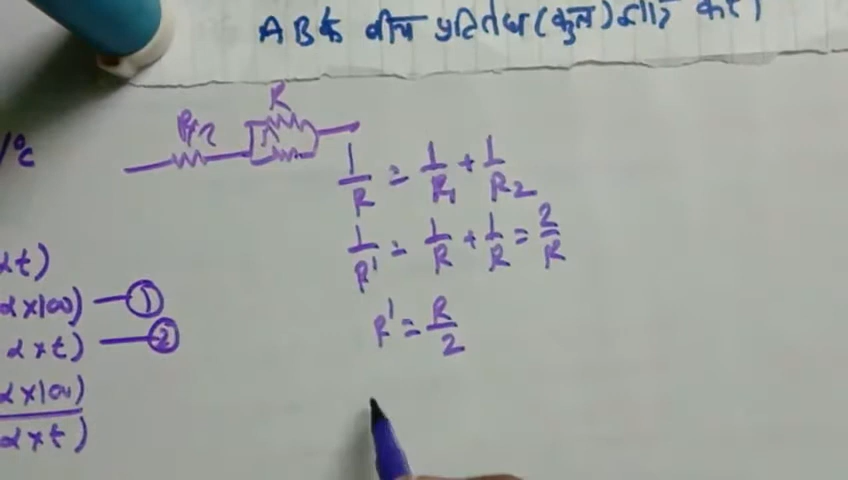 AB के बीच प्रतिरोध (कुल) ज्ञात करो।
R
R/2
/°C
1/R = 1/R₁ + 1/R₂
αt)
1/R' = 1/R + 1/R = 2/R
α×100) — ①
R' = R/2
α×t) — ②
α×100)
α×t)